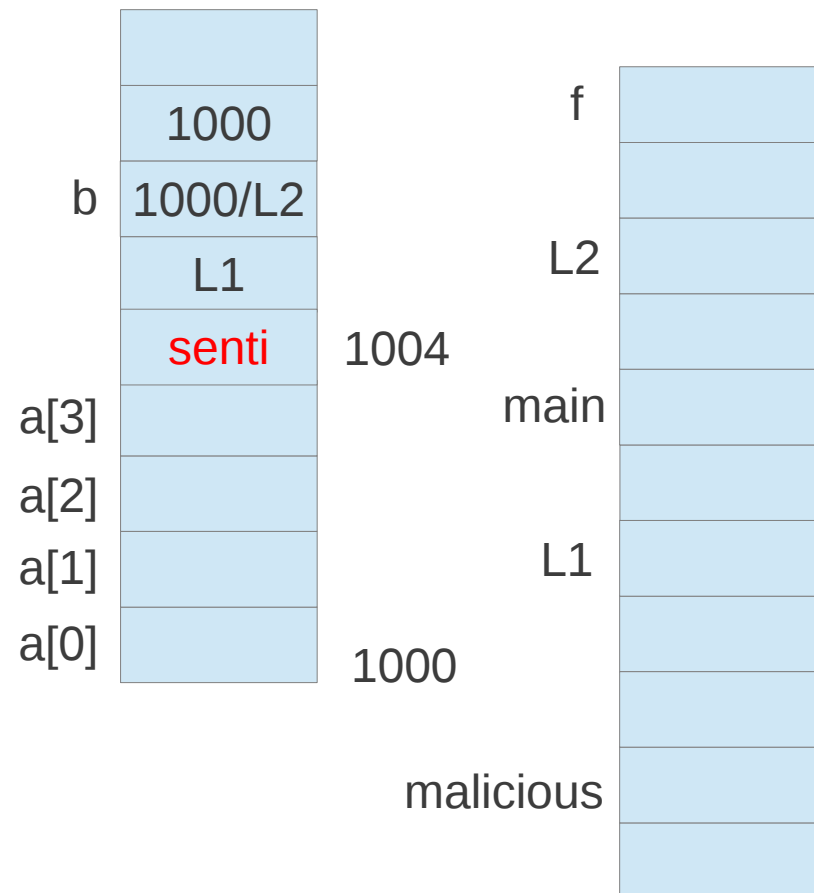 1000
f
b 1000/L2
L1
L2
senti 1004
a[3]
main
a[2]
a[1]
L1
a[0]
1000
malicious